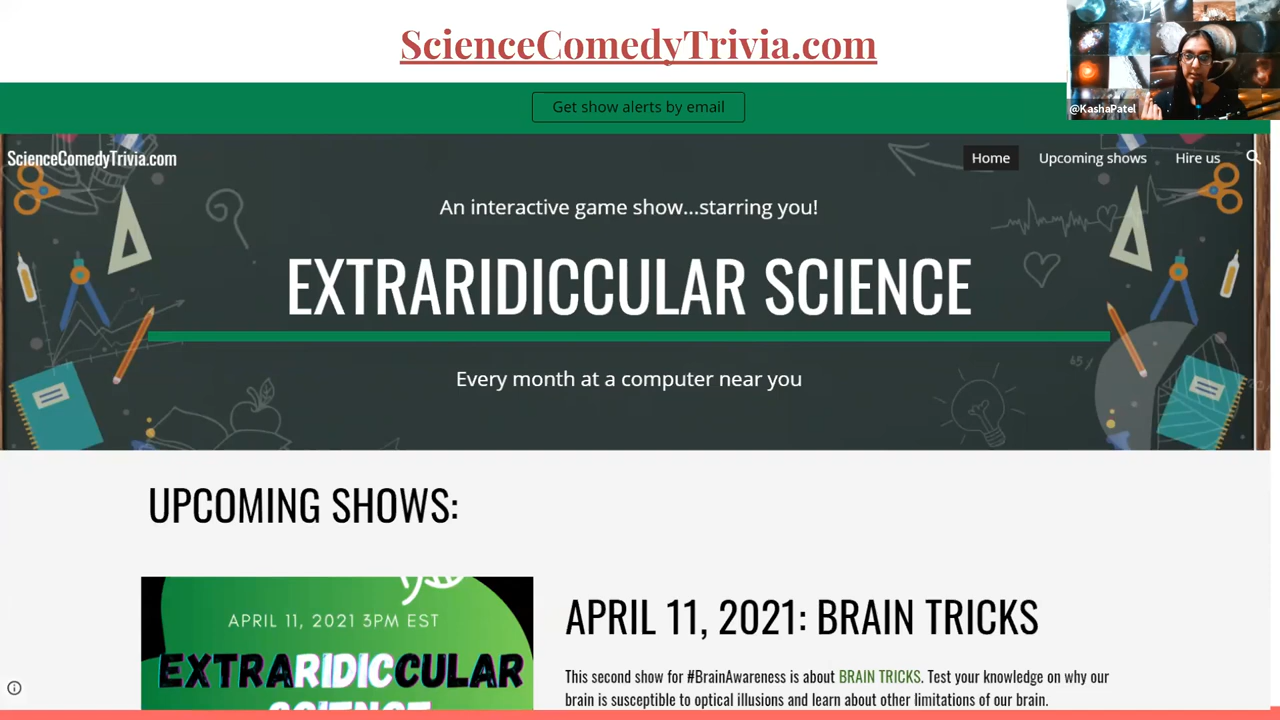 ScienceComedyTrivia.com
@KashaPatel
Get show alerts by email
ScienceComedyTrivia.com
Home Upcoming shows Hire us
An interactive game show...starring you!
EXTRARIDICCULAR SCIENCE
Every month at a computer near you
UPCOMING SHOWS:
APRIL 11, 2021 3PM EST
EXTRARIDICCULAR
SCIENCE
APRIL 11, 2021: BRAIN TRICKS
This second show for #BrainAwareness is about BRAIN TRICKS. Test your knowledge on why our
brain is susceptible to optical illusions and learn about other limitations of our brain.